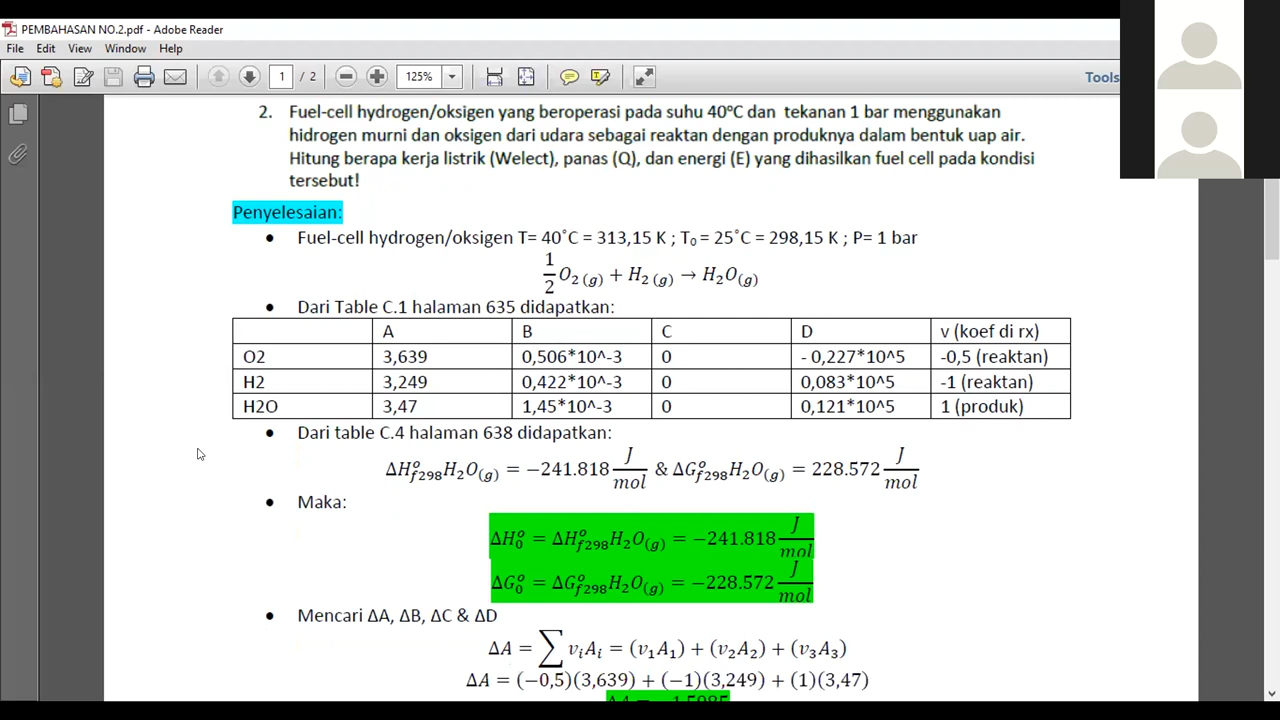 PEMBAHASAN NO.2.pdf - Adobe Reader
File Edit View Window Help
1 / 2 125% Tools
2. Fuel-cell hydrogen/oksigen yang beroperasi pada suhu 40°C dan tekanan 1 bar menggunakan
hidrogen murni dan oksigen dari udara sebagai reaktan dengan produknya dalam bentuk uap air.
Hitung berapa kerja listrik (Welect), panas (Q), dan energi (E) yang dihasilkan fuel cell pada kondisi
tersebut!
Penyelesaian:
• Fuel-cell hydrogen/oksigen T= 40˚C = 313,15 K ; T₀ = 25˚C = 298,15 K ; P= 1 bar
1/2 O₂ (g) + H₂ (g) → H₂O(g)
• Dari Table C.1 halaman 635 didapatkan:
A B C D v (koef di rx)
O2 3,639 0,506*10^-3 0 - 0,227*10^5 -0,5 (reaktan)
H2 3,249 0,422*10^-3 0 0,083*10^5 -1 (reaktan)
H2O 3,47 1,45*10^-3 0 0,121*10^5 1 (produk)
• Dari table C.4 halaman 638 didapatkan:
ΔH°f298 H₂O(g) = −241.818 J/mol & ΔG°f298 H₂O(g) = 228.572 J/mol
• Maka:
ΔH°₀ = ΔH°f298 H₂O(g) = −241.818 J/mol
ΔG°₀ = ΔG°f298 H₂O(g) = −228.572 J/mol
• Mencari ΔA, ΔB, ΔC & ΔD
ΔA = ∑ vᵢAᵢ = (v₁A₁) + (v₂A₂) + (v₃A₃)
ΔA = (−0,5)(3,639) + (−1)(3,249) + (1)(3,47)